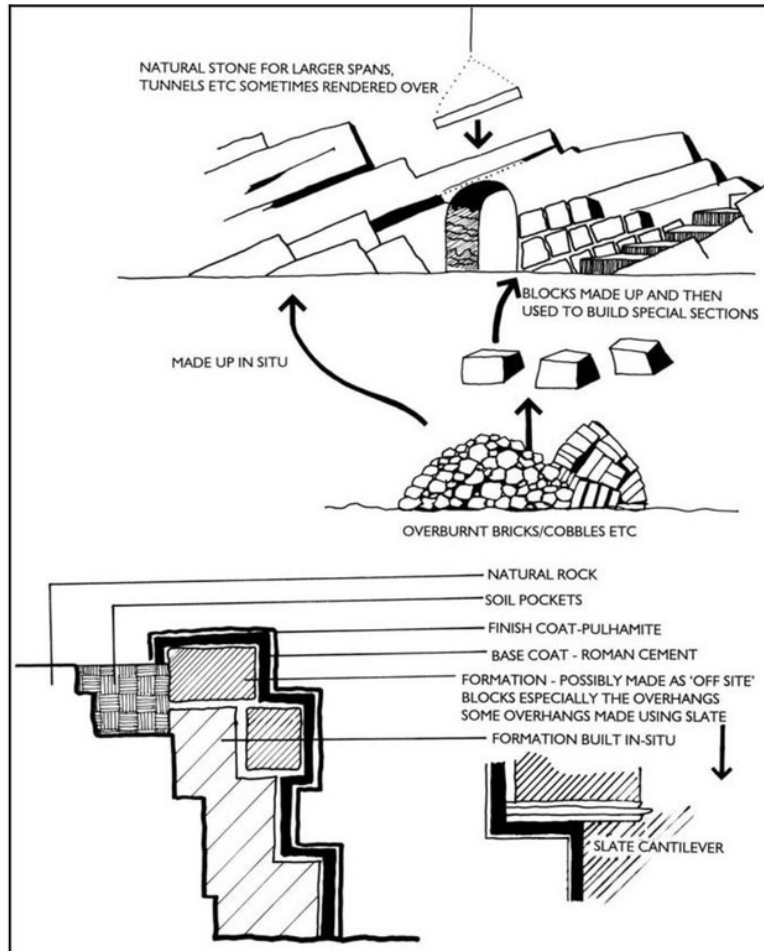 NATURAL STONE FOR LARGER SPANS,
TUNNELS ETC SOMETIMES RENDERED OVER
BLOCKS MADE UP AND THEN
USED TO BUILD SPECIAL SECTIONS
MADE UP IN SITU
OVERBURNT BRICKS/COBBLES ETC
NATURAL ROCK
SOIL POCKETS
FINISH COAT-PULHAMITE
BASE COAT - ROMAN CEMENT
FORMATION - POSSIBLY MADE AS 'OFF SITE'
BLOCKS ESPECIALLY THE OVERHANGS
SOME OVERHANGS MADE USING SLATE
FORMATION BUILT IN-SITU
SLATE CANTILEVER